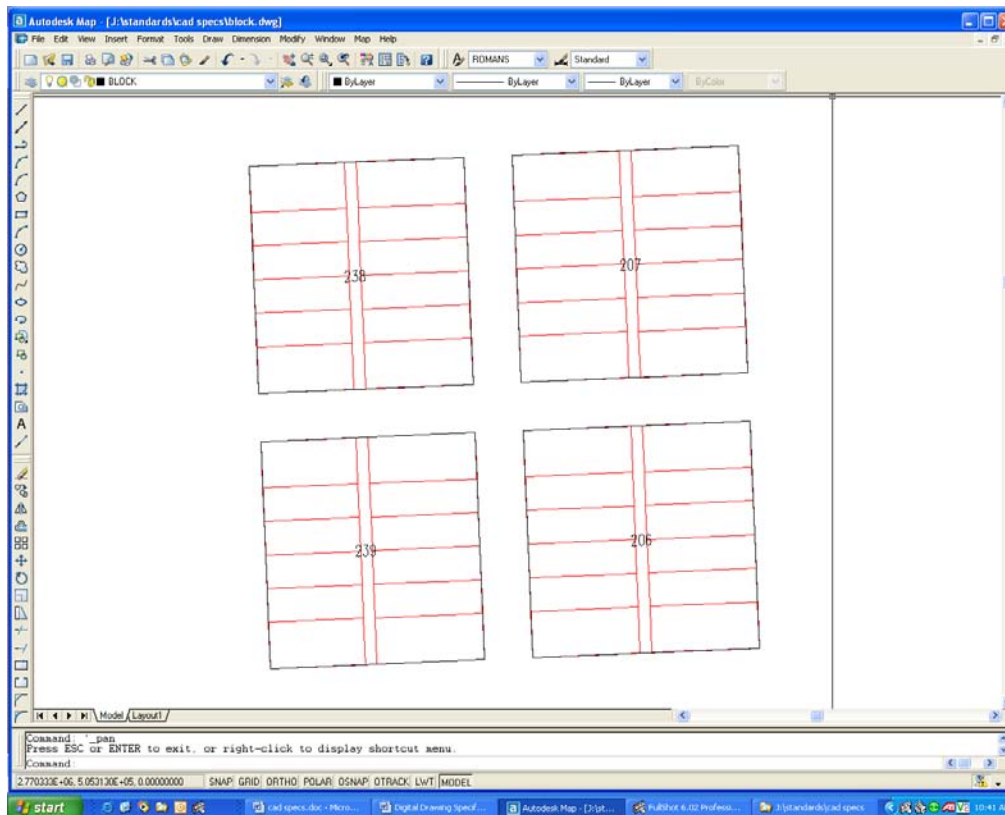 Autodesk Map - [J:\standards\cad specs\block.dwg]
File Edit View Insert Format Tools Draw Dimension Modify Window Map Help
ROMANS Standard
BLOCK ByLayer ByLayer ByLayer ByColor
238 207
239 206
Model Layout1
Command: '_pan
Press ESC or ENTER to exit, or right-click to display shortcut menu.
Command:
2.770333E+06, 5.053130E+05, 0.00000000 SNAP GRID ORTHO POLAR OSNAP OTRACK LWT MODEL
start cad specs.doc - Micro... Digital Drawing Specif... Autodesk Map - [J:\st... FullShot 6.02 Professi... J:\standards\cad specs 10:41 A